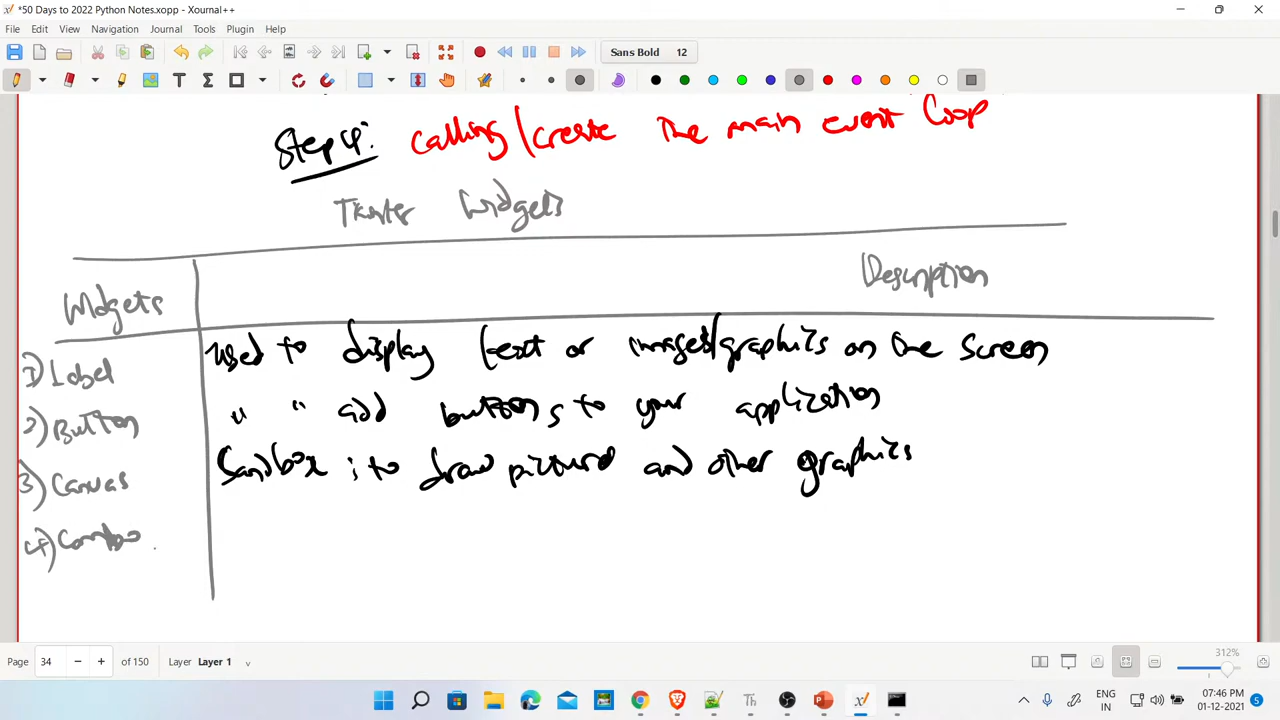 *50 Days to 2022 Python Notes.xopp - Xournal++
File Edit View Navigation Journal Tools Plugin Help
Sans Bold 12
Step 4: calling/create The main event loop
Tkinter Widgets
Widgets Description
1) Label used to display text or images/graphics on the screen
2) Button " " add buttons to your application
3) Canvas Sandbox ; to draw pictures and other graphics
4) Combo
Page 34 of 150 Layer Layer 1 312%
ENG
IN
07:46 PM
01-12-2021
5